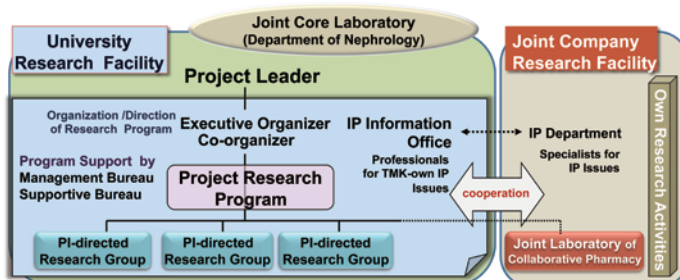 Joint Core Laboratory
(Department of Nephrology)
University
Research Facility
Joint Company
Research Facility
Project Leader
Organization /Direction
of Research Program
Executive Organizer
Co-organizer
IP Information
Office
Professionals
for TMK-own IP
Issues
IP Department
Specialists for
IP Issues
Own Research Activities
Program Support by
Management Bureau
Supportive Bureau
Project Research
Program
cooperation
PI-directed
Research Group
PI-directed
Research Group
PI-directed
Research Group
Joint Laboratory of
Collaborative Pharmacy